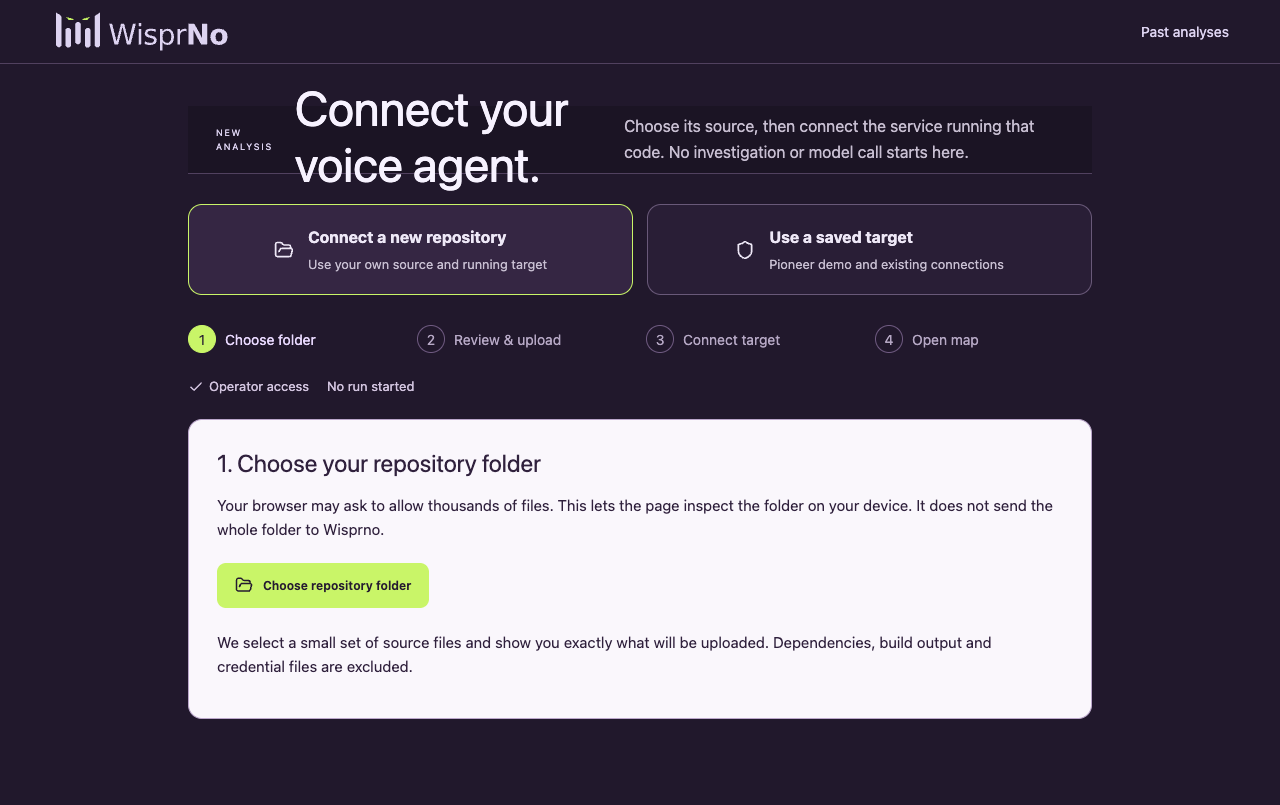 WisprNo
Past analyses
NEW
ANALYSIS
Connect your
voice agent.
Choose its source, then connect the service running that
code. No investigation or model call starts here.
Connect a new repository
Use your own source and running target
Use a saved target
Pioneer demo and existing connections
1 Choose folder
2 Review & upload
3 Connect target
4 Open map
Operator access
No run started
1. Choose your repository folder
Your browser may ask to allow thousands of files. This lets the page inspect the folder on your device. It does not send the
whole folder to Wisprno.
Choose repository folder
We select a small set of source files and show you exactly what will be uploaded. Dependencies, build output and
credential files are excluded.